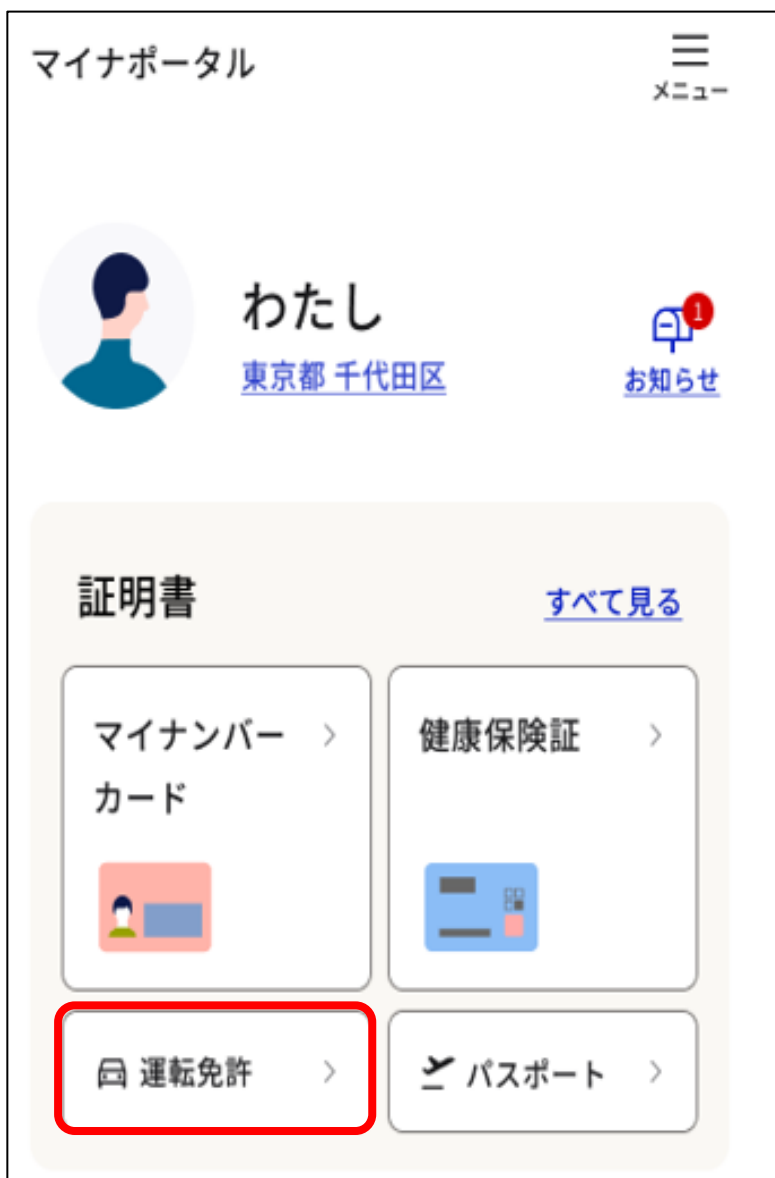 マイナポータル
メニュー
わたし
1
東京都 千代田区
お知らせ
証明書
すべて見る
マイナンバー
カード
健康保険証
運転免許
パスポート